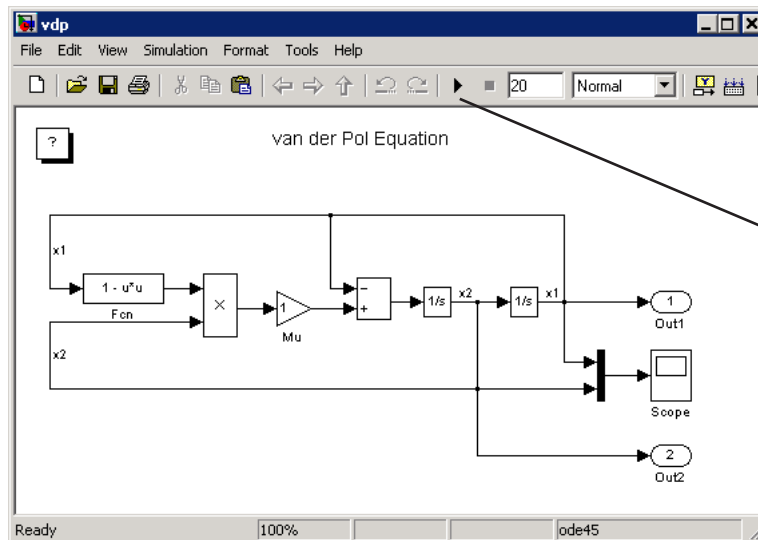 vdp
File Edit View Simulation Format Tools Help
20 Normal
?
van der Pol Equation
x1
1 - u*u
Fcn
×
1
Mu
−
+
1/s
x2
1/s
x1
1
Out1
x2
Scope
2
Out2
Ready 100% ode45